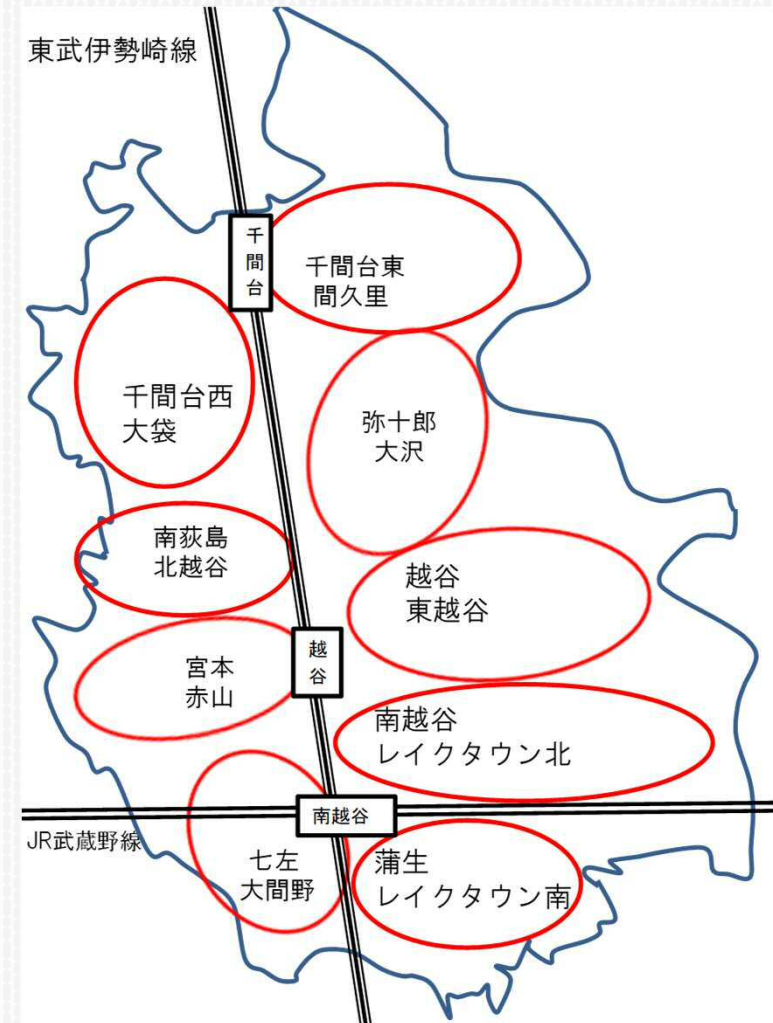 東武伊勢崎線
千間台
千間台東
間久里
千間台西
大袋
弥十郎
大沢
南荻島
北越谷
越谷
東越谷
越谷
宮本
赤山
南越谷
レイクタウン北
南越谷
JR武蔵野線
七左
大間野
蒲生
レイクタウン南